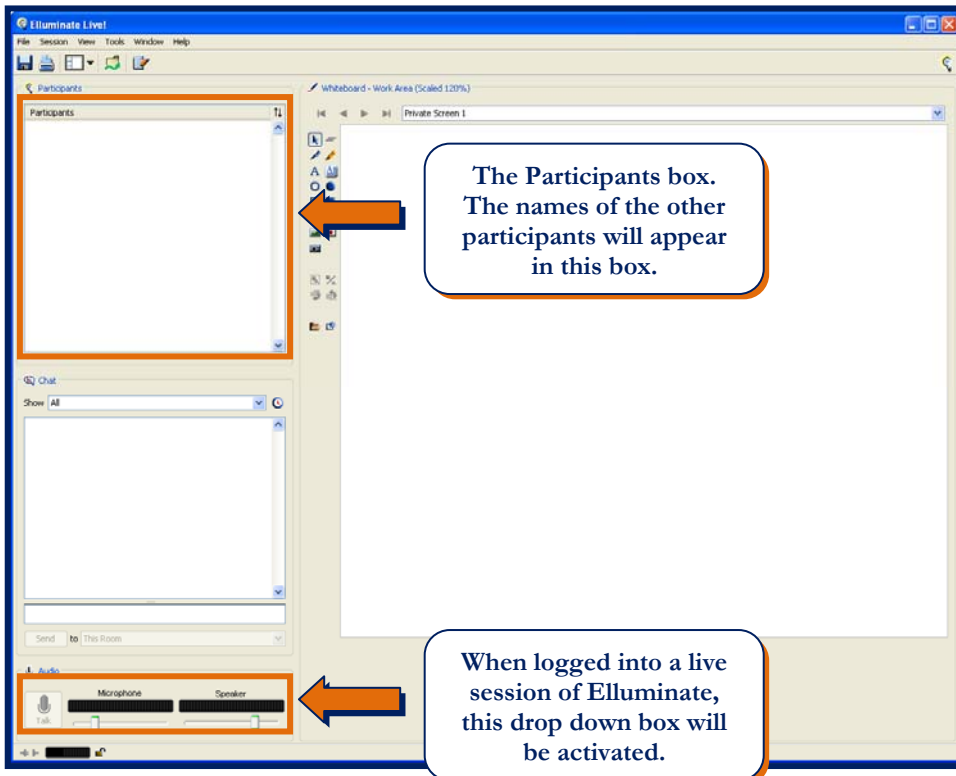 Elluminate Live!
File Session View Tools Window Help
Participants
Participants
Whiteboard - Work Area (Scaled 120%)
Private Screen 1
The Participants box.
The names of the other
participants will appear
in this box.
Chat
Show All
Send to This Room
Audio
Microphone Speaker
Talk
When logged into a live
session of Elluminate,
this drop down box will
be activated.